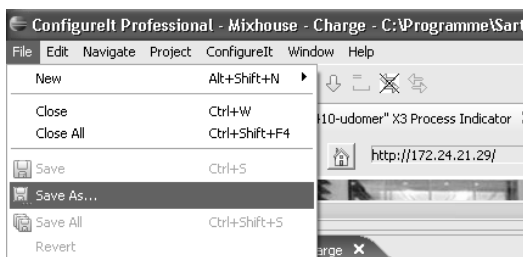 ConfigureIt Professional - Mixhouse - Charge - C:\Programme\Sart
File Edit Navigate Project ConfigureIt Window Help
New Alt+Shift+N
Close Ctrl+W
10-udomer" X3 Process Indicator
Close All Ctrl+Shift+F4
http://172.24.21.29/
Save Ctrl+S
Save As...
Save All Ctrl+Shift+S
Revert
arge